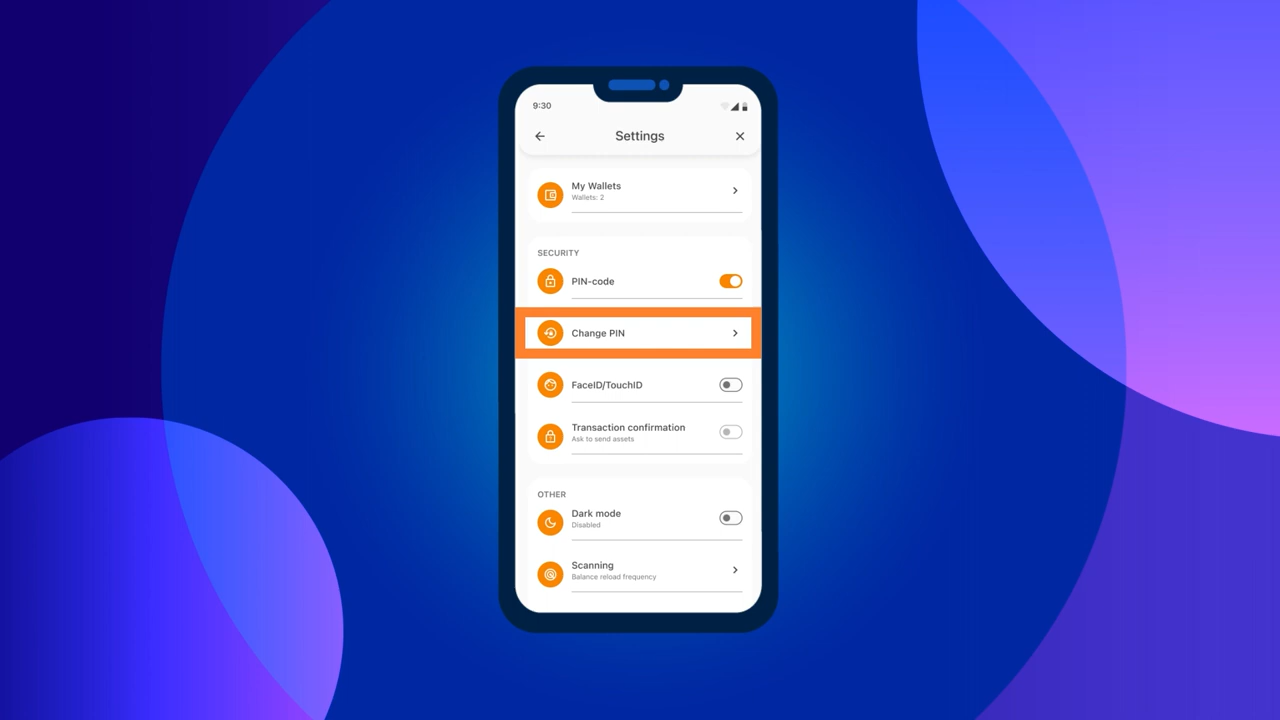 9:30
Settings
My Wallets
Wallets: 2
SECURITY
PIN-code
Change PIN
FaceID/TouchID
Transaction confirmation
Ask to send assets
OTHER
Dark mode
Disabled
Scanning
Balance reload frequency